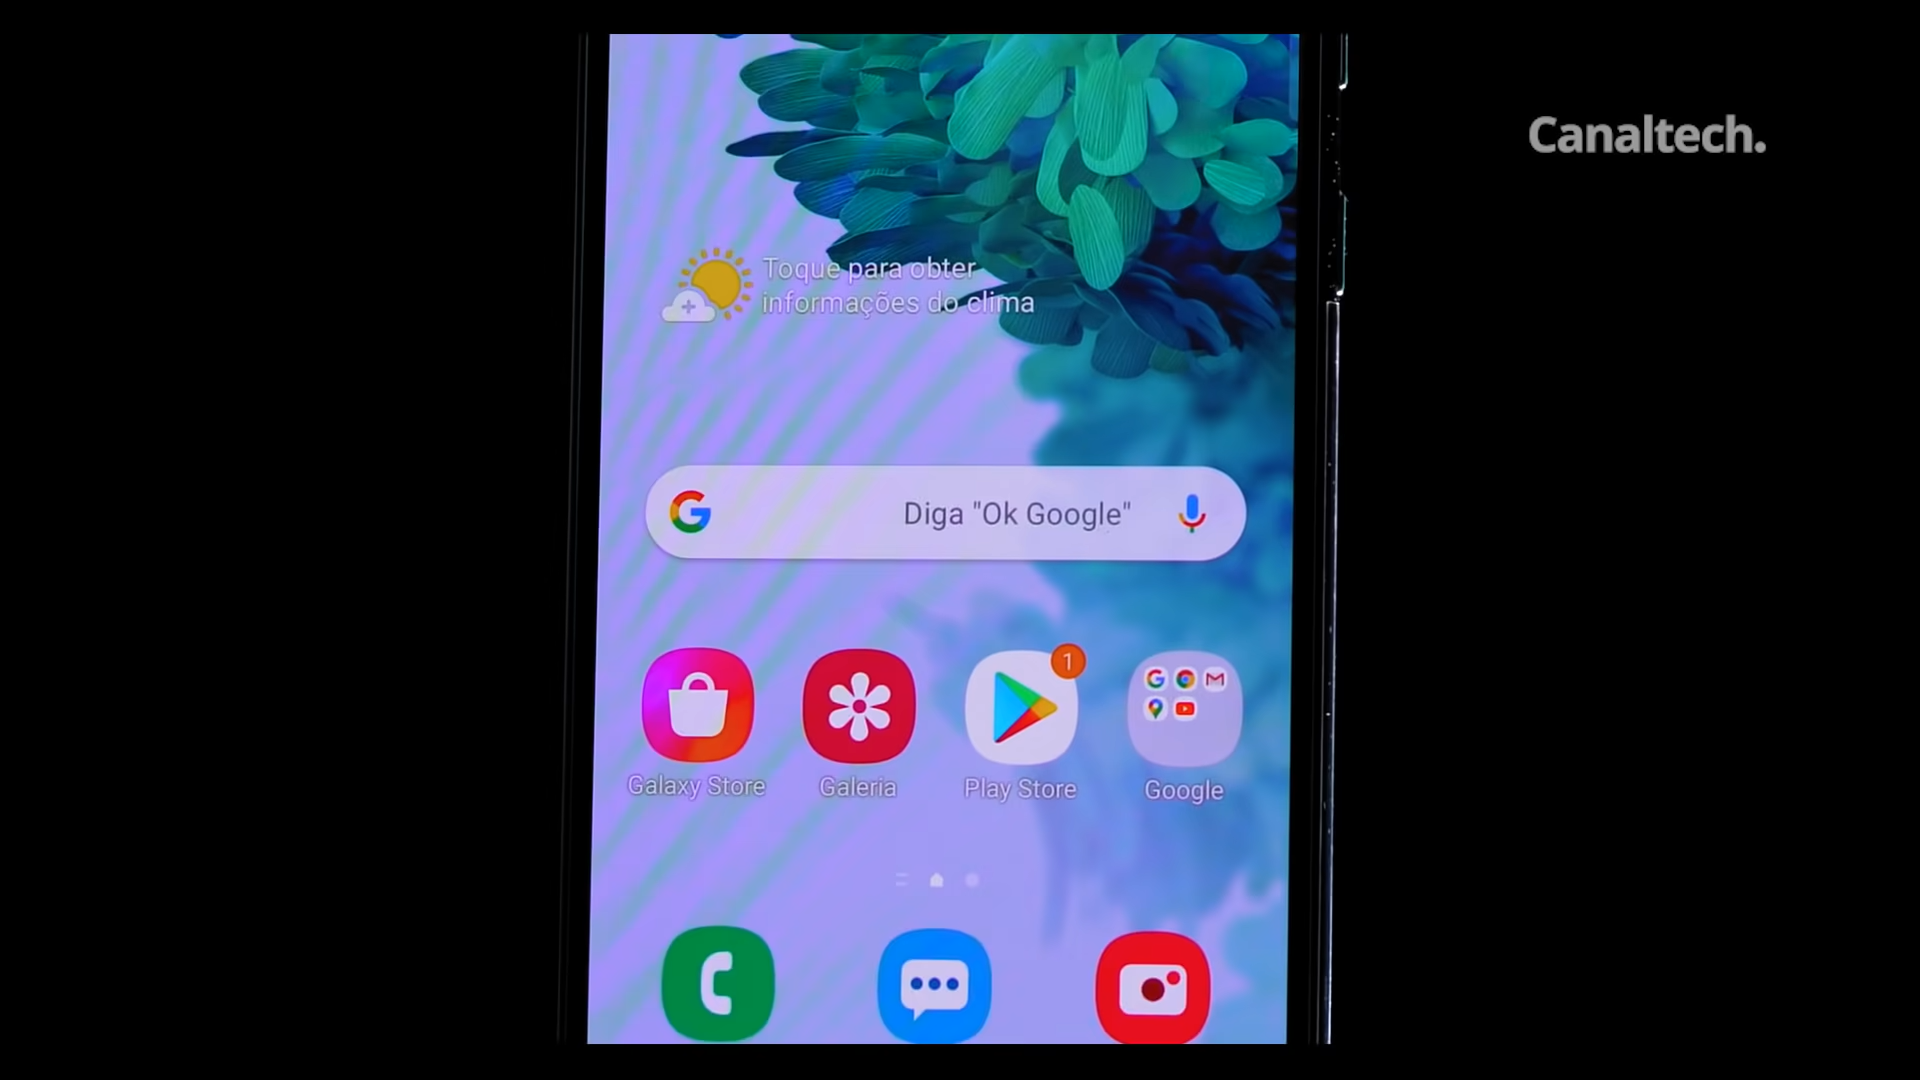 Canaltech.
Toque para obter
informações do clima
Diga "Ok Google"
1
Galaxy Store
Galeria
Play Store
Google